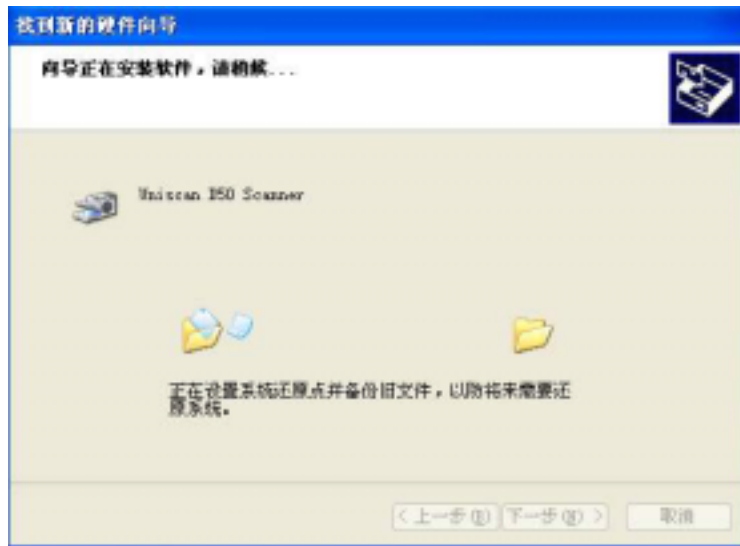 找到新的硬件向导
向导正在安装软件，请稍候...
Uniscan D50 Scanner
正在设置系统还原点并备份旧文件，以防将来需要还
原系统。
<上一步(B) 下一步(N) > 取消